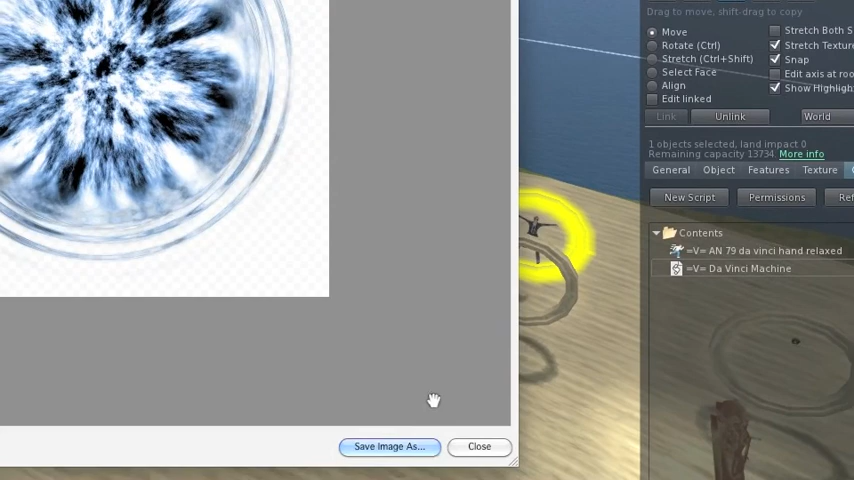 Drag to move, shift-drag to copy
Move
Stretch Both S
Rotate (Ctrl)
Stretch Texture
Stretch (Ctrl+Shift)
Snap
Select Face
Edit axis at roo
Align
Show Highligh
Edit linked
Link
Unlink
World
1 objects selected, land impact 0
Remaining capacity 13734. More info
General
Object
Features
Texture
New Script
Permissions
Ref
Contents
=V= AN 79 da vinci hand relaxed
=V= Da Vinci Machine
Save Image As...
Close